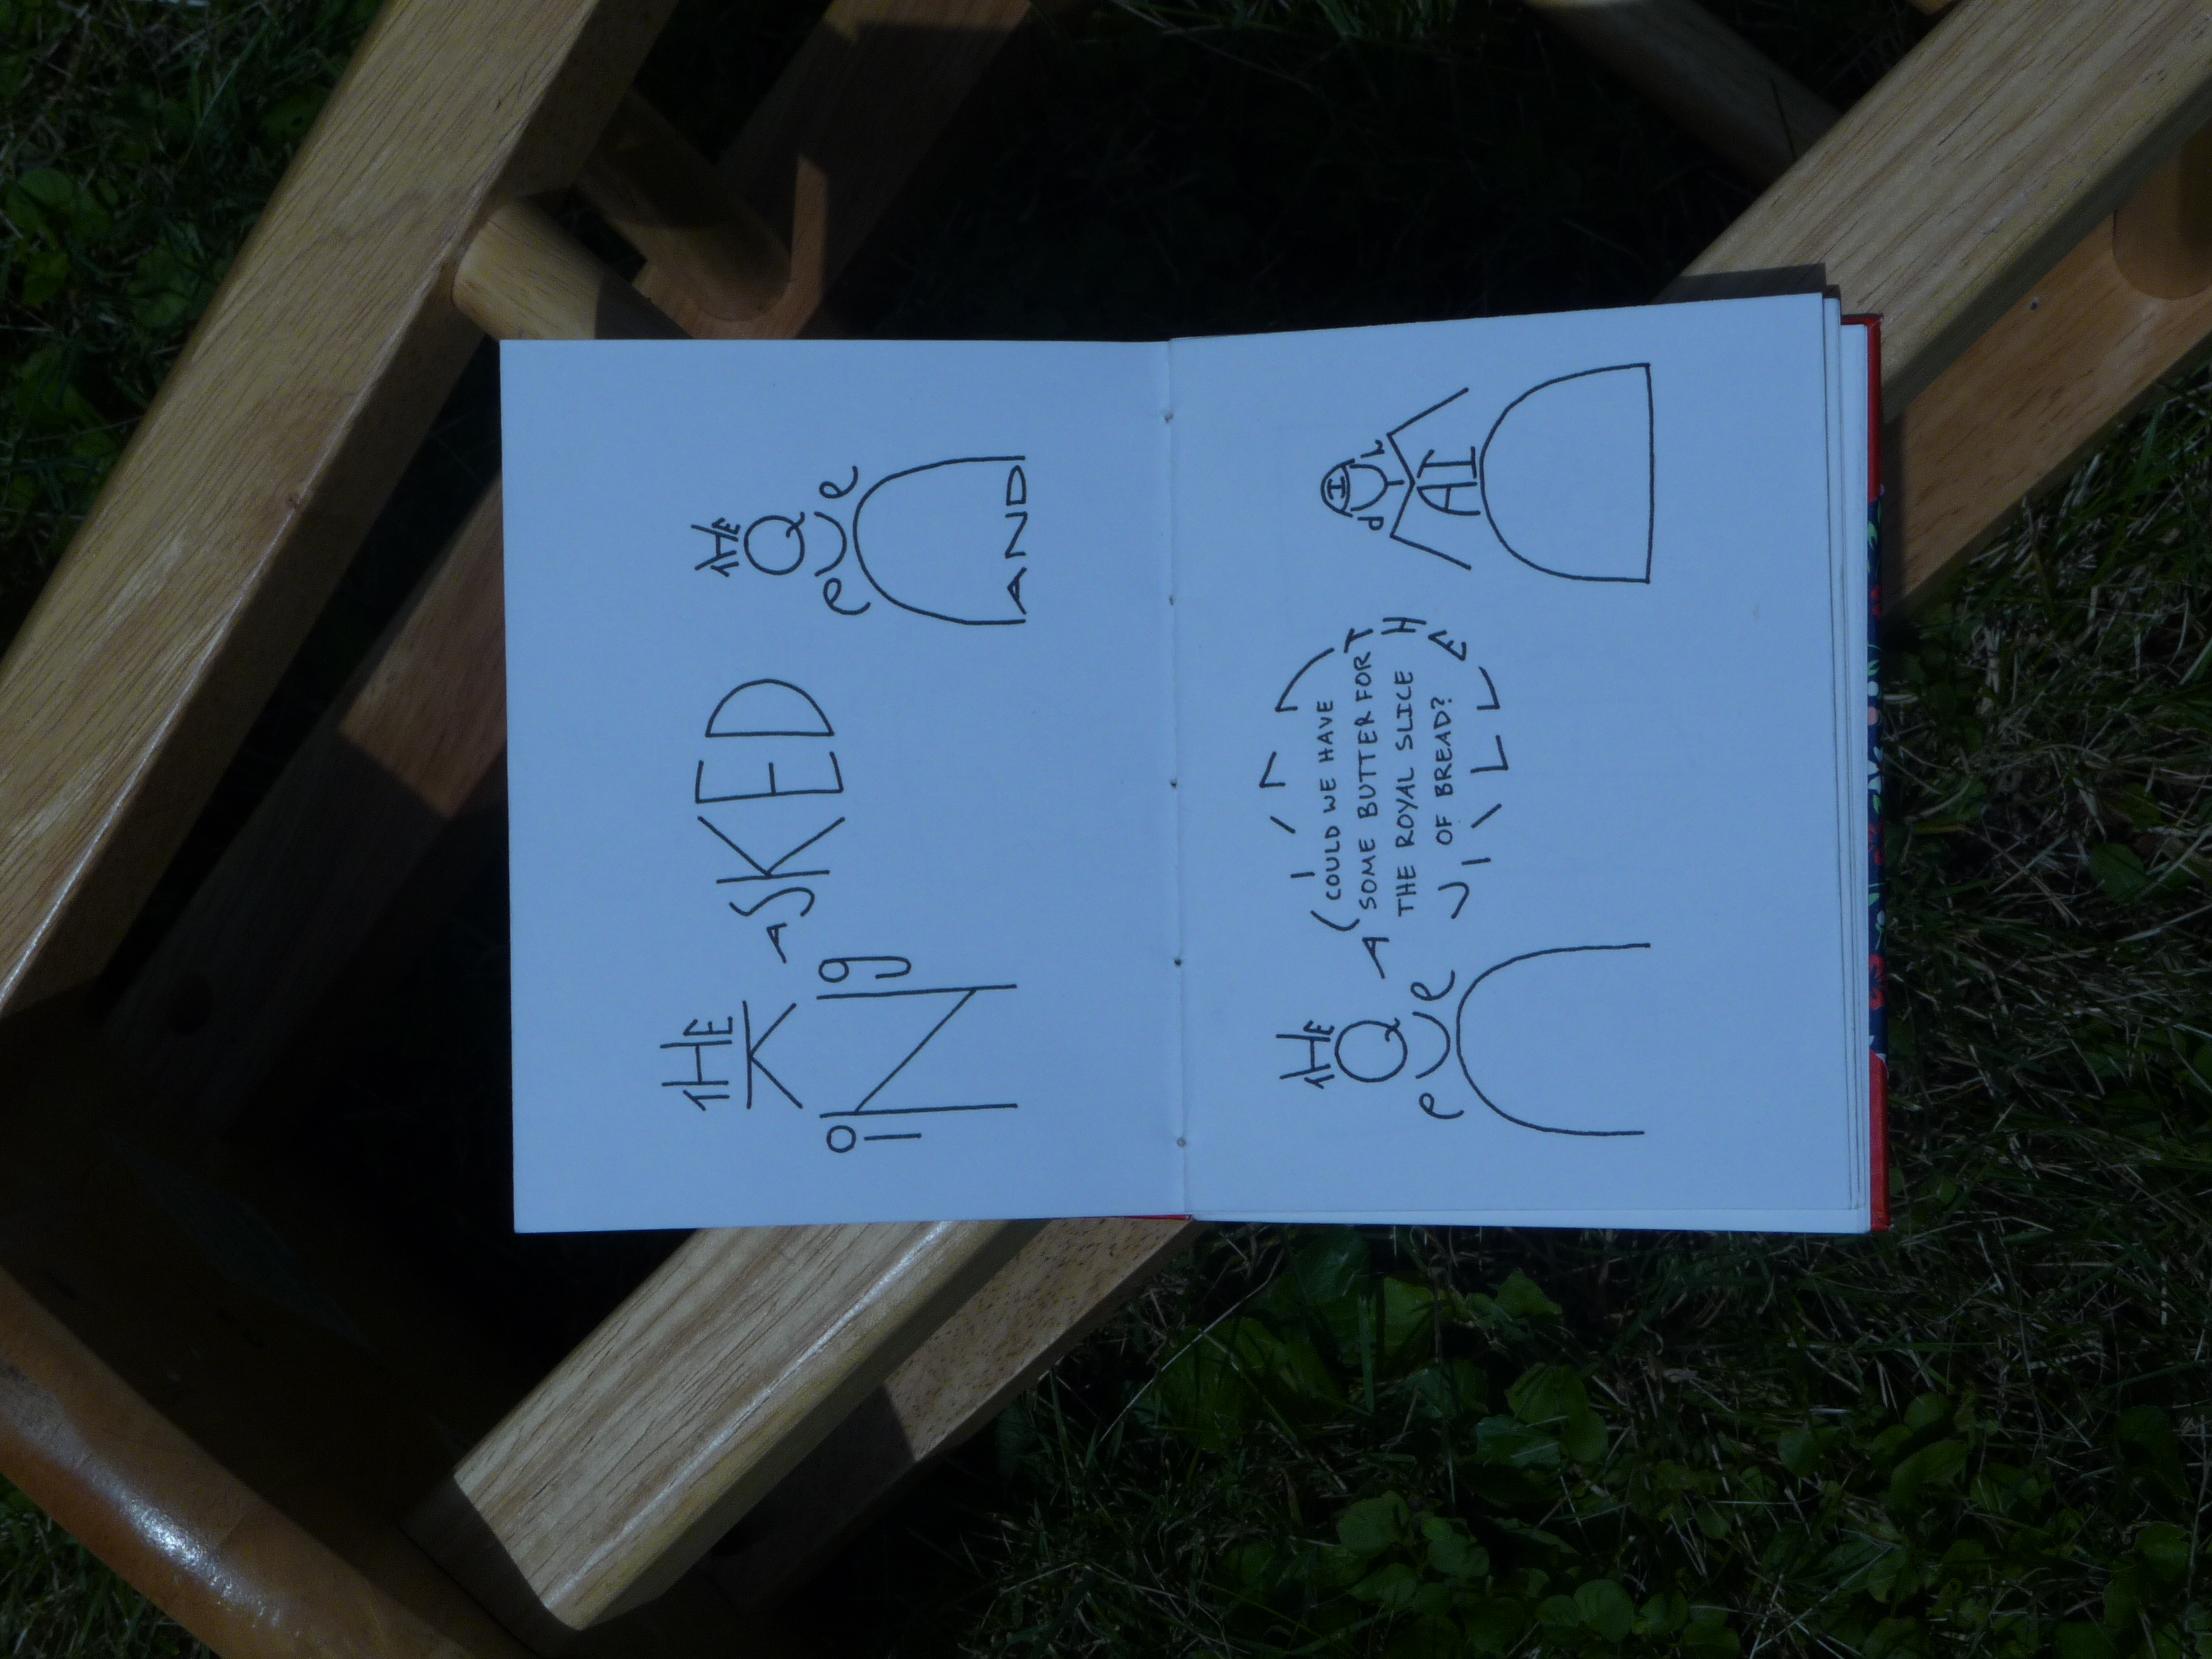 THE KiNg ASKED THE QUeen AND
THE QUeen ASKED THE dAIrYMAID
COULD WE HAVE
SOME BUTTER FOR
THE ROYAL SLICE
OF BREAD?